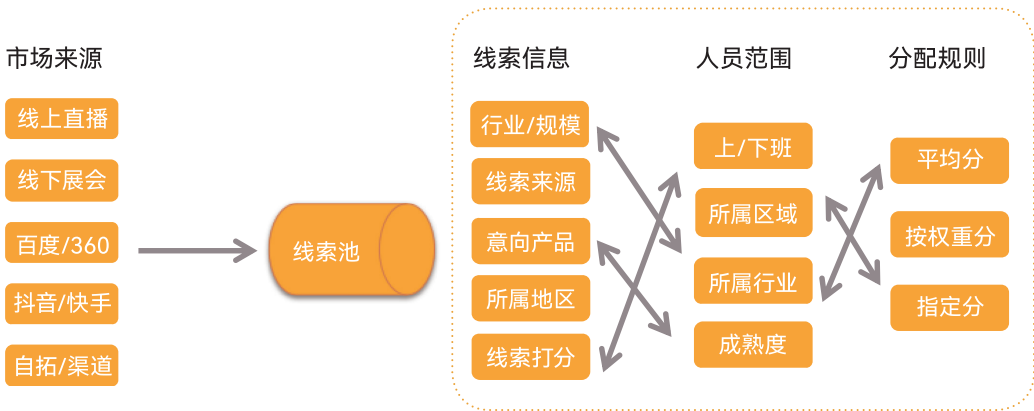 市场来源
线上直播
线下展会
百度/360
抖音/快手
自拓/渠道
线索池
线索信息
行业/规模
线索来源
意向产品
所属地区
线索打分
人员范围
上/下班
所属区域
所属行业
成熟度
分配规则
平均分
按权重分
指定分